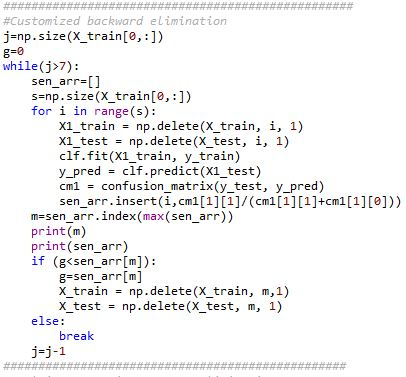 ####################################################
#Customized backward elimination
j=np.size(X_train[0,:])
g=0
while(j>7):
    sen_arr=[]
    s=np.size(X_train[0,:])
    for i in range(s):
        X1_train = np.delete(X_train, i, 1)
        X1_test = np.delete(X_test, i, 1)
        clf.fit(X1_train, y_train)
        y_pred = clf.predict(X1_test)
        cm1 = confusion_matrix(y_test, y_pred)
        sen_arr.insert(i,cm1[1][1]/(cm1[1][1]+cm1[1][0]))
    m=sen_arr.index(max(sen_arr))
    print(m)
    print(sen_arr)
    if (g<sen_arr[m]):
        g=sen_arr[m]
        X_train = np.delete(X_train, m,1)
        X_test = np.delete(X_test, m, 1)
    else:
        break
    j=j-1
###################################################